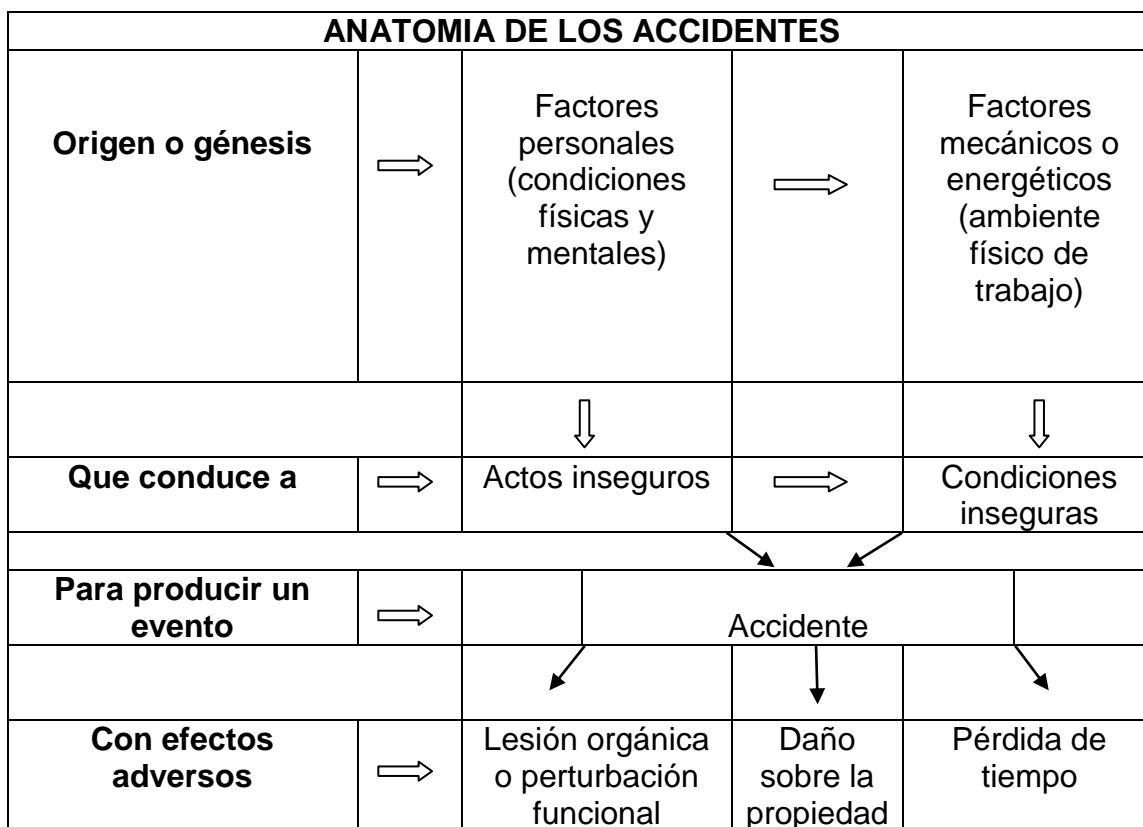 ANATOMIA DE LOS ACCIDENTES
Origen o génesis
Factores
personales
(condiciones
físicas y
mentales)
Factores
mecánicos o
energéticos
(ambiente
físico de
trabajo)
Que conduce a
Actos inseguros
Condiciones
inseguras
Para producir un
evento
Accidente
Con efectos
adversos
Lesión orgánica
o perturbación
funcional
Daño
sobre la
propiedad
Pérdida de
tiempo